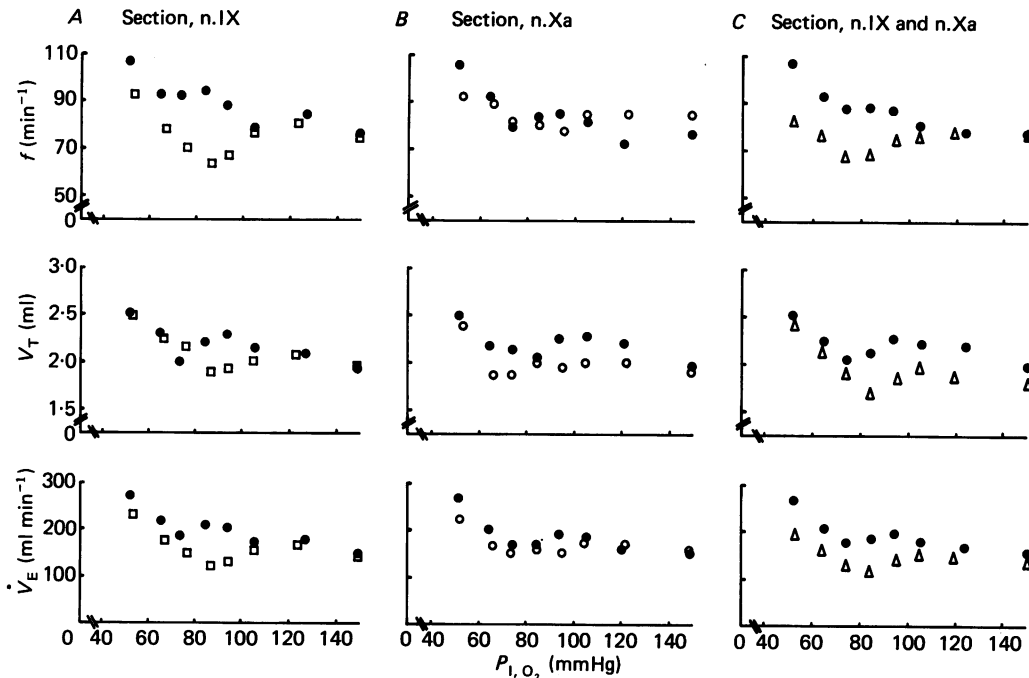 A Section, n.IX
B Section, n.Xa
C Section, n.IX and n.Xa
110
90
70
50
0
f (min⁻¹)
3·0
2·5
2·0
1·5
0
V_T (ml)
300
200
100
0
V̇_E (ml min⁻¹)
40 60 80 100 120 140
0 40 60 80 100 120 140
0 40 60 80 100 120 140
P_I,O₂ (mmHg)